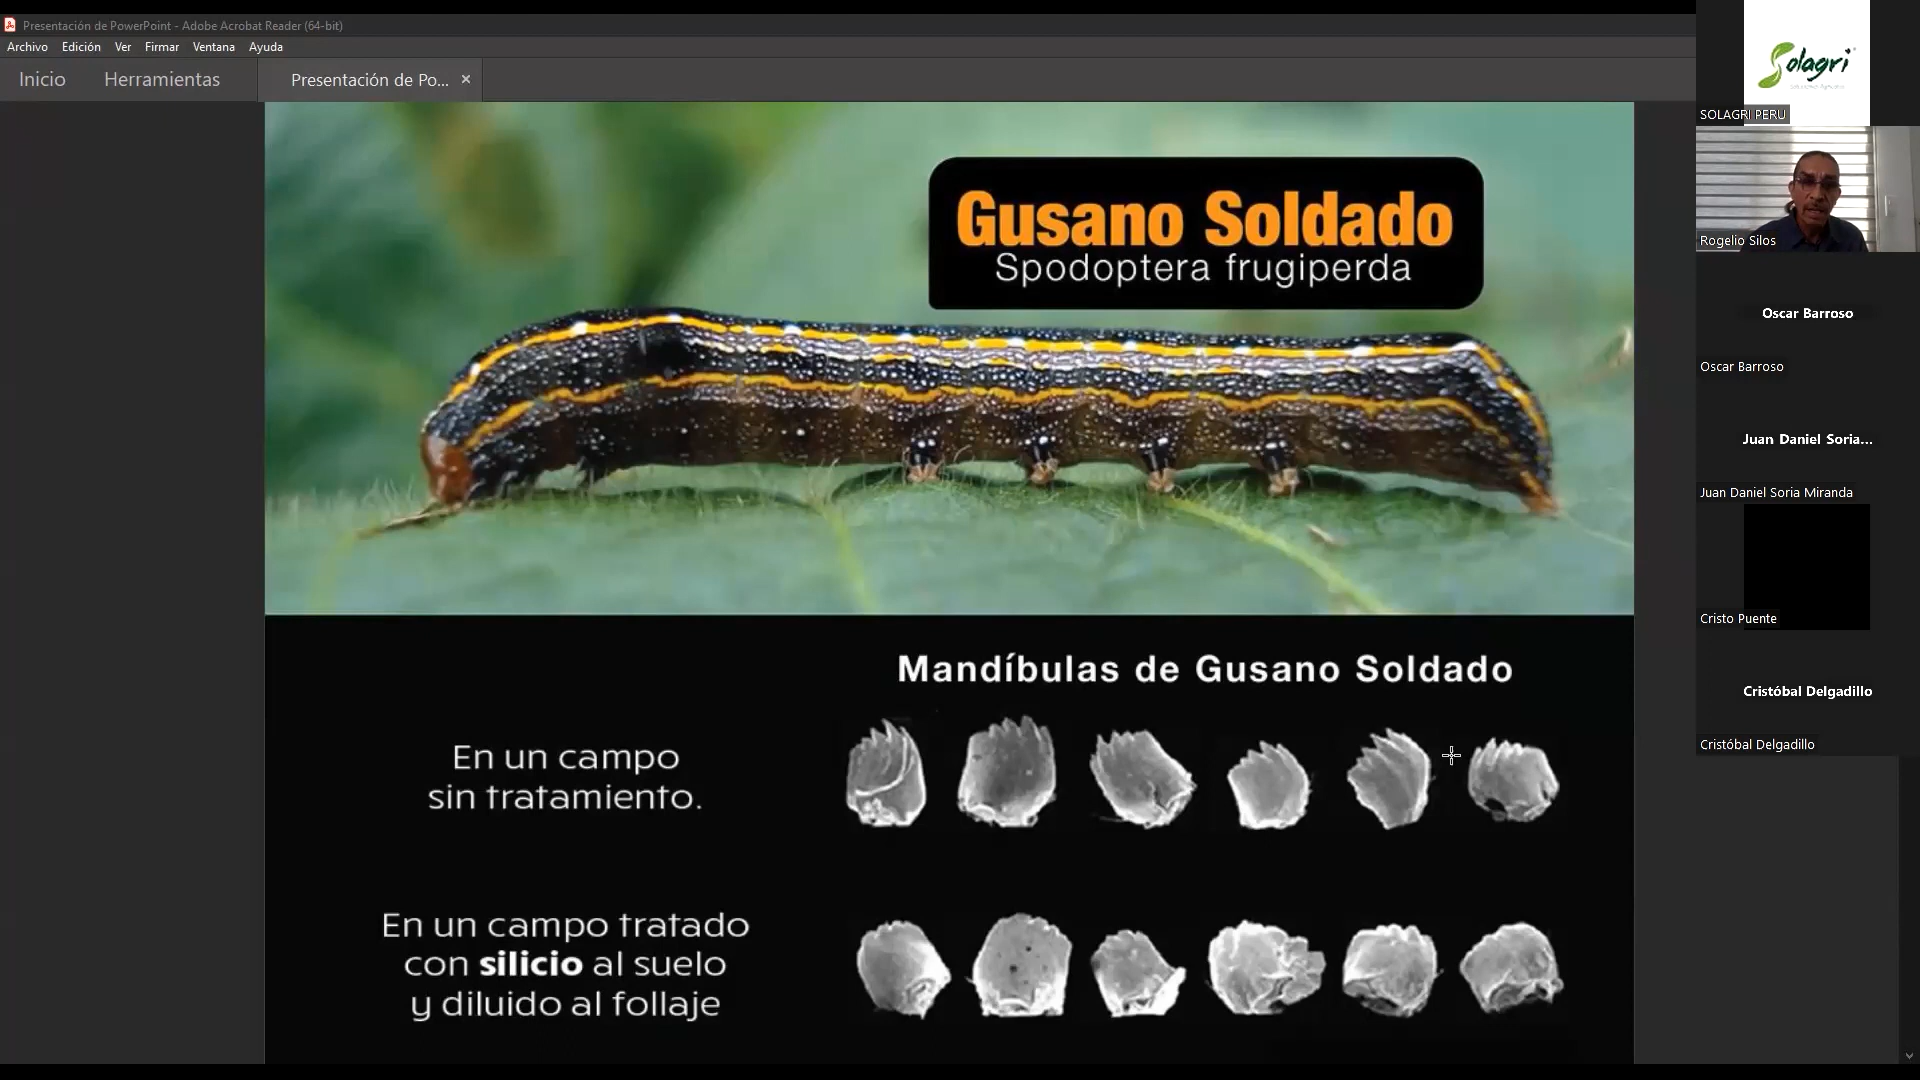 Presentación de PowerPoint - Adobe Acrobat Reader (64-bit)
Archivo Edición Ver Firmar Ventana Ayuda
Inicio Herramientas Presentación de Po... ×
Gusano Soldado
Spodoptera frugiperda
Mandíbulas de Gusano Soldado
En un campo
sin tratamiento.
En un campo tratado
con silicio al suelo
y diluido al follaje
Solagri
SOLAGRI PERU
Rogelio Silos
Oscar Barroso
Oscar Barroso
Juan Daniel Soria...
Juan Daniel Soria Miranda
Cristo Puente
Cristóbal Delgadillo
Cristóbal Delgadillo